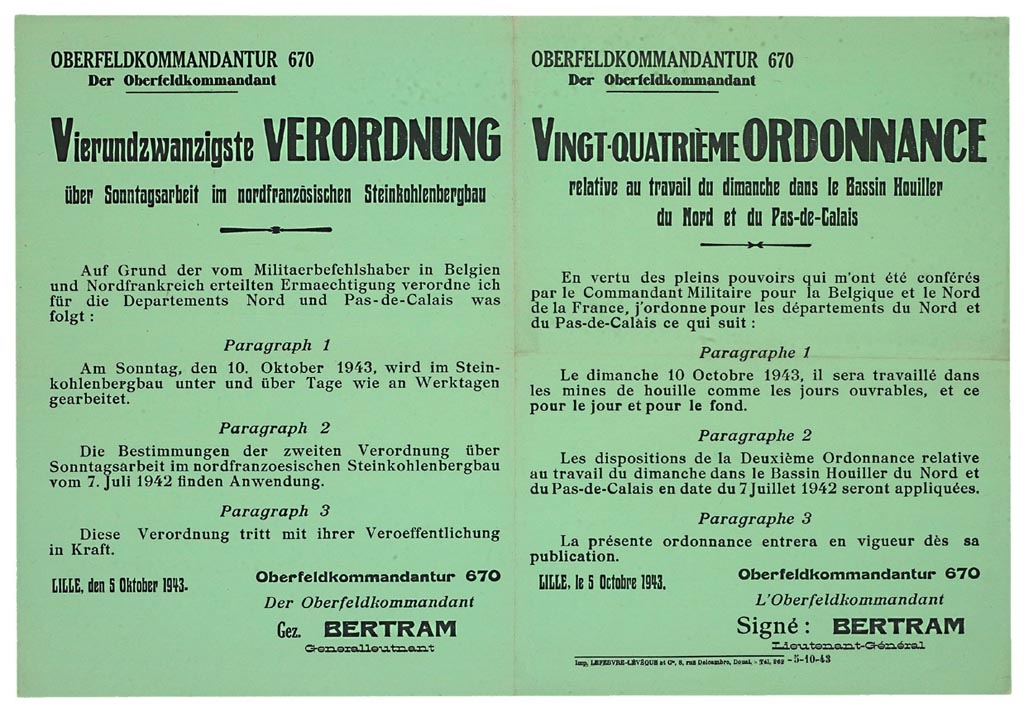 OBERFELDKOMMANDANTUR 670
Der Oberfeldkommandant
Vierundzwanzigste VERORDNUNG
über Sonntagsarbeit im nordfranzösischen Steinkohlenbergbau
Auf Grund der vom Militaerbefehlshaber in Belgien
und Nordfrankreich erteilten Ermaechtigung verordne ich
für die Departements Nord und Pas-de-Calais was
folgt :
Paragraph 1
Am Sonntag, den 10. Oktober 1943, wird im Stein-
kohlenbergbau unter und über Tage wie an Werktagen
gearbeitet.
Paragraph 2
Die Bestimmungen der zweiten Verordnung über
Sonntagsarbeit im nordfranzoesischen Steinkohlenbergbau
vom 7. Juli 1942 finden Anwendung.
Paragraph 3
Diese Verordnung tritt mit ihrer Veroeffentlichung
in Kraft.
LILLE, den 5 Oktober 1943.
Oberfeldkommandantur 670
Der Oberfeldkommandant
Gez. BERTRAM
Generalleutnant
OBERFELDKOMMANDANTUR 670
Der Oberfeldkommandant
VINGT-QUATRIÈME ORDONNANCE
relative au travail du dimanche dans le Bassin Houiller
du Nord et du Pas-de-Calais
En vertu des pleins pouvoirs qui m'ont été conférés
par le Commandant Militaire pour la Belgique et le Nord
de la France, j'ordonne pour les départements du Nord et
du Pas-de-Calais ce qui suit :
Paragraphe 1
Le dimanche 10 Octobre 1943, il sera travaillé dans
les mines de houille comme les jours ouvrables, et ce
pour le jour et pour le fond.
Paragraphe 2
Les dispositions de la Deuxième Ordonnance relative
au travail du dimanche dans le Bassin Houiller du Nord et
du Pas-de-Calais en date du 7 Juillet 1942 seront appliquées.
Paragraphe 3
La présente ordonnance entrera en vigueur dès sa
publication.
LILLE, le 5 Octobre 1943.
Oberfeldkommandantur 670
L'Oberfeldkommandant
Signé : BERTRAM
Lieutenant-Général
Imp. LEFEBVRE-LÉVÊQUE et Cie, 5, rue Delcambre, Douai. - Tél. 262 - 5-10-43